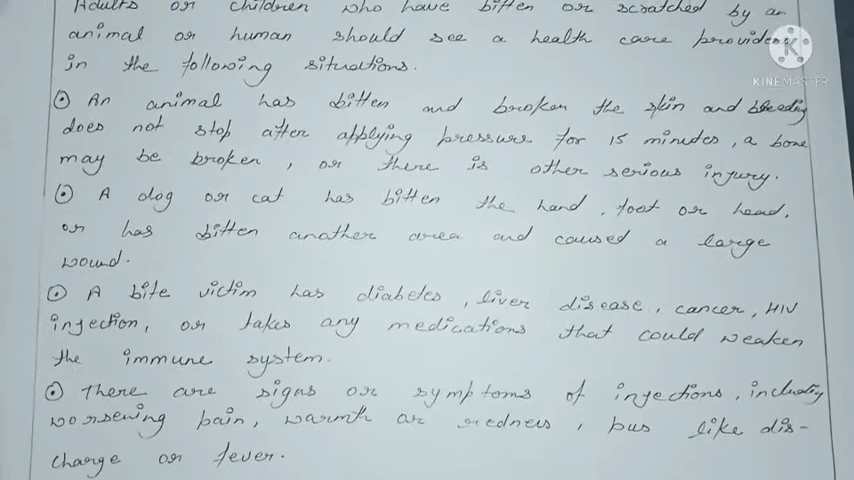 Adults or children who have bitten or scratched by an
animal or human should see a health care provider
in the following situations.
An animal has bitten and broken the skin and bleeding
does not stop after applying pressure for 15 minutes, a bone
may be broken, or there is other serious injury.
A dog or cat has bitten the hand, foot or head,
or has bitten another area and caused a large
wound.
A bite victim has diabetes, liver disease, cancer, HIV
injection, or takes any medications that could weaken
the immune system.
There are signs or symptoms of injections, including
worsening pain, warmth or redness, pus like dis-
charge or fever.
K
KINEMASTER